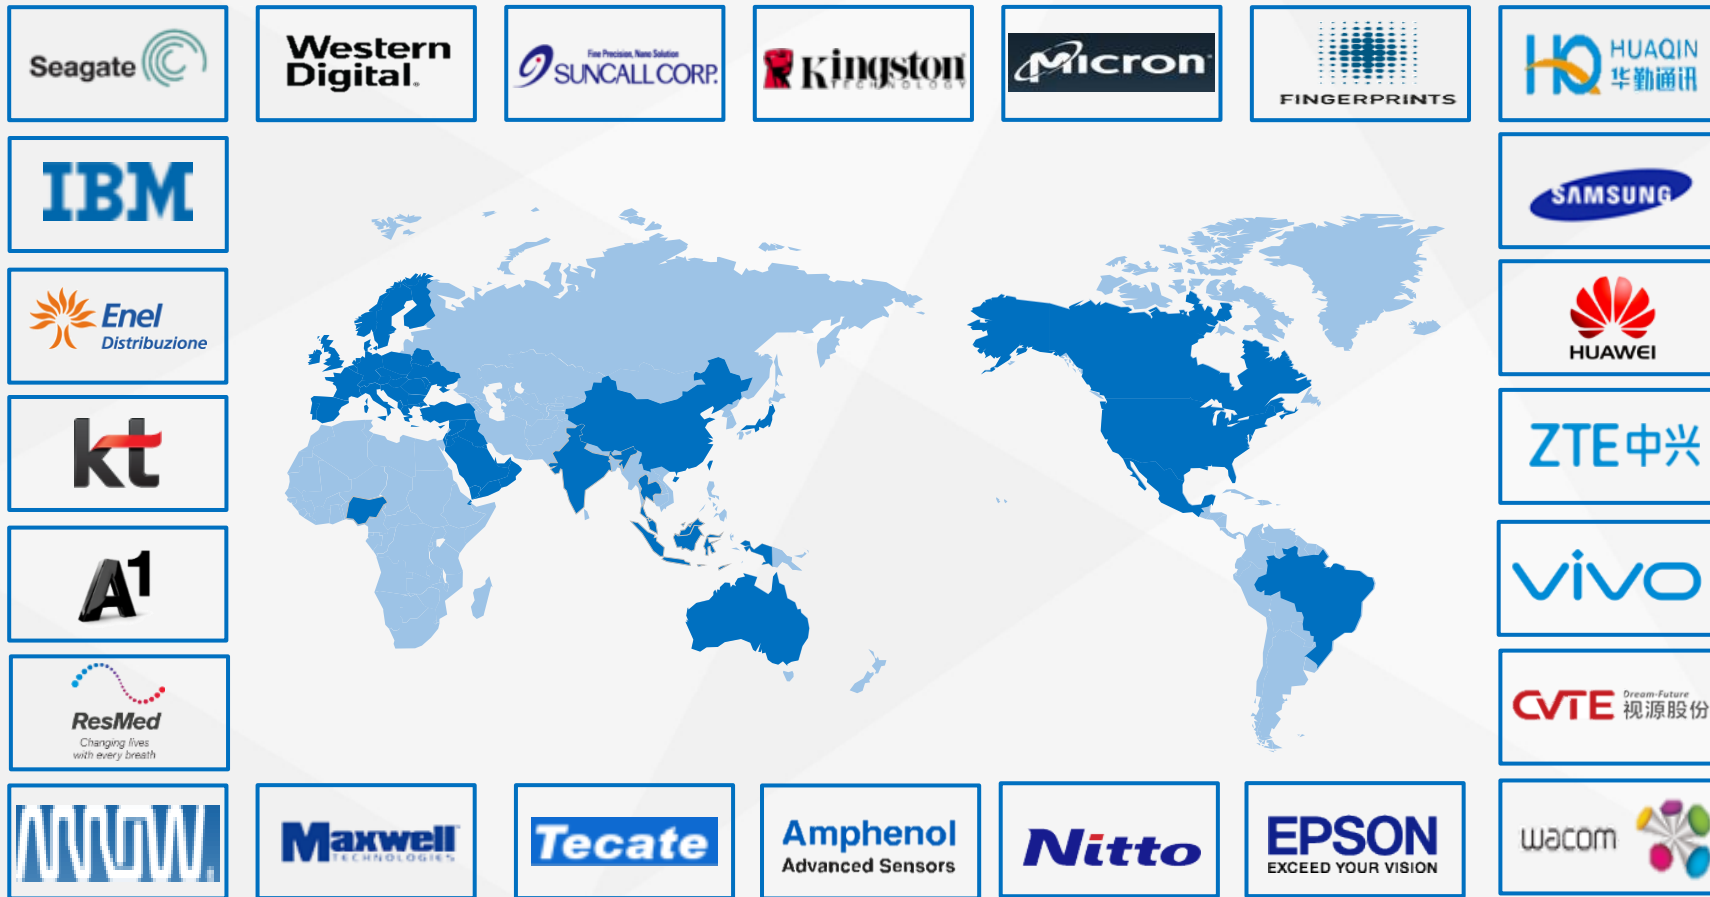 Seagate
Western
Digital.
Fine Precision, Nano Solution
SUNCALL CORP.
Kingston
TECHNOLOGY
Micron
FINGERPRINTS
HQ HUAQIN
华勤通讯
IBM
SAMSUNG
Enel
Distribuzione
HUAWEI
kt
ZTE中兴
A1
vivo
ResMed
Changing lives
with every breath
CVTE Dream-Future
视源股份
ARROW
Maxwell
TECHNOLOGIES
Tecate
Amphenol
Advanced Sensors
Nitto
EPSON
EXCEED YOUR VISION
wacom